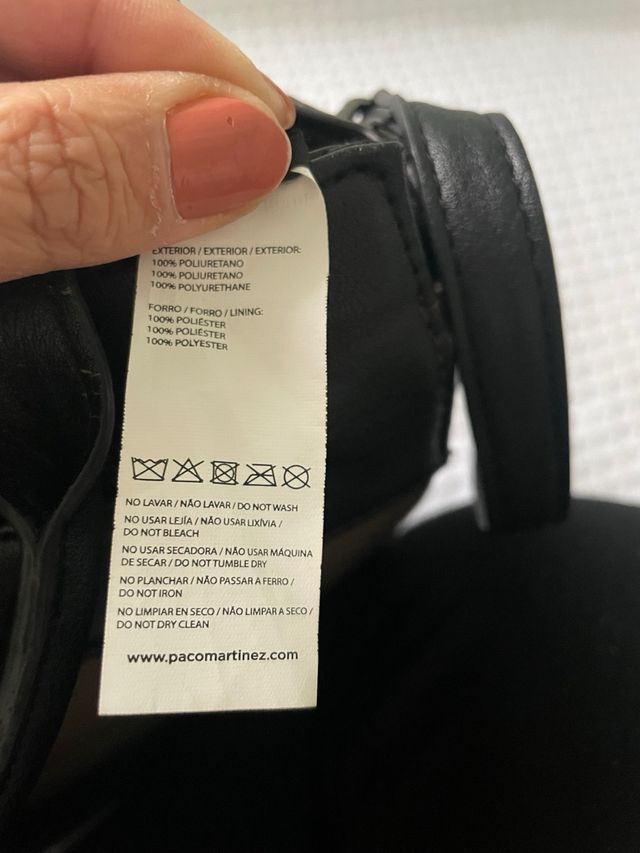 EXTERIOR / EXTERIOR / EXTERIOR:
100% POLIURETANO
100% POLIURETANO
100% POLYURETHANE
FORRO / FORRO / LINING:
100% POLIÉSTER
100% POLIÉSTER
100% POLYESTER
NO LAVAR / NÃO LAVAR / DO NOT WASH
NO USAR LEJÍA / NÃO USAR LIXÍVIA /
DO NOT BLEACH
NO USAR SECADORA / NÃO USAR MÁQUINA
DE SECAR / DO NOT TUMBLE DRY
NO PLANCHAR / NÃO PASSAR A FERRO /
DO NOT IRON
NO LIMPIAR EN SECO / NÃO LIMPAR A SECO /
DO NOT DRY CLEAN
www.pacomartinez.com